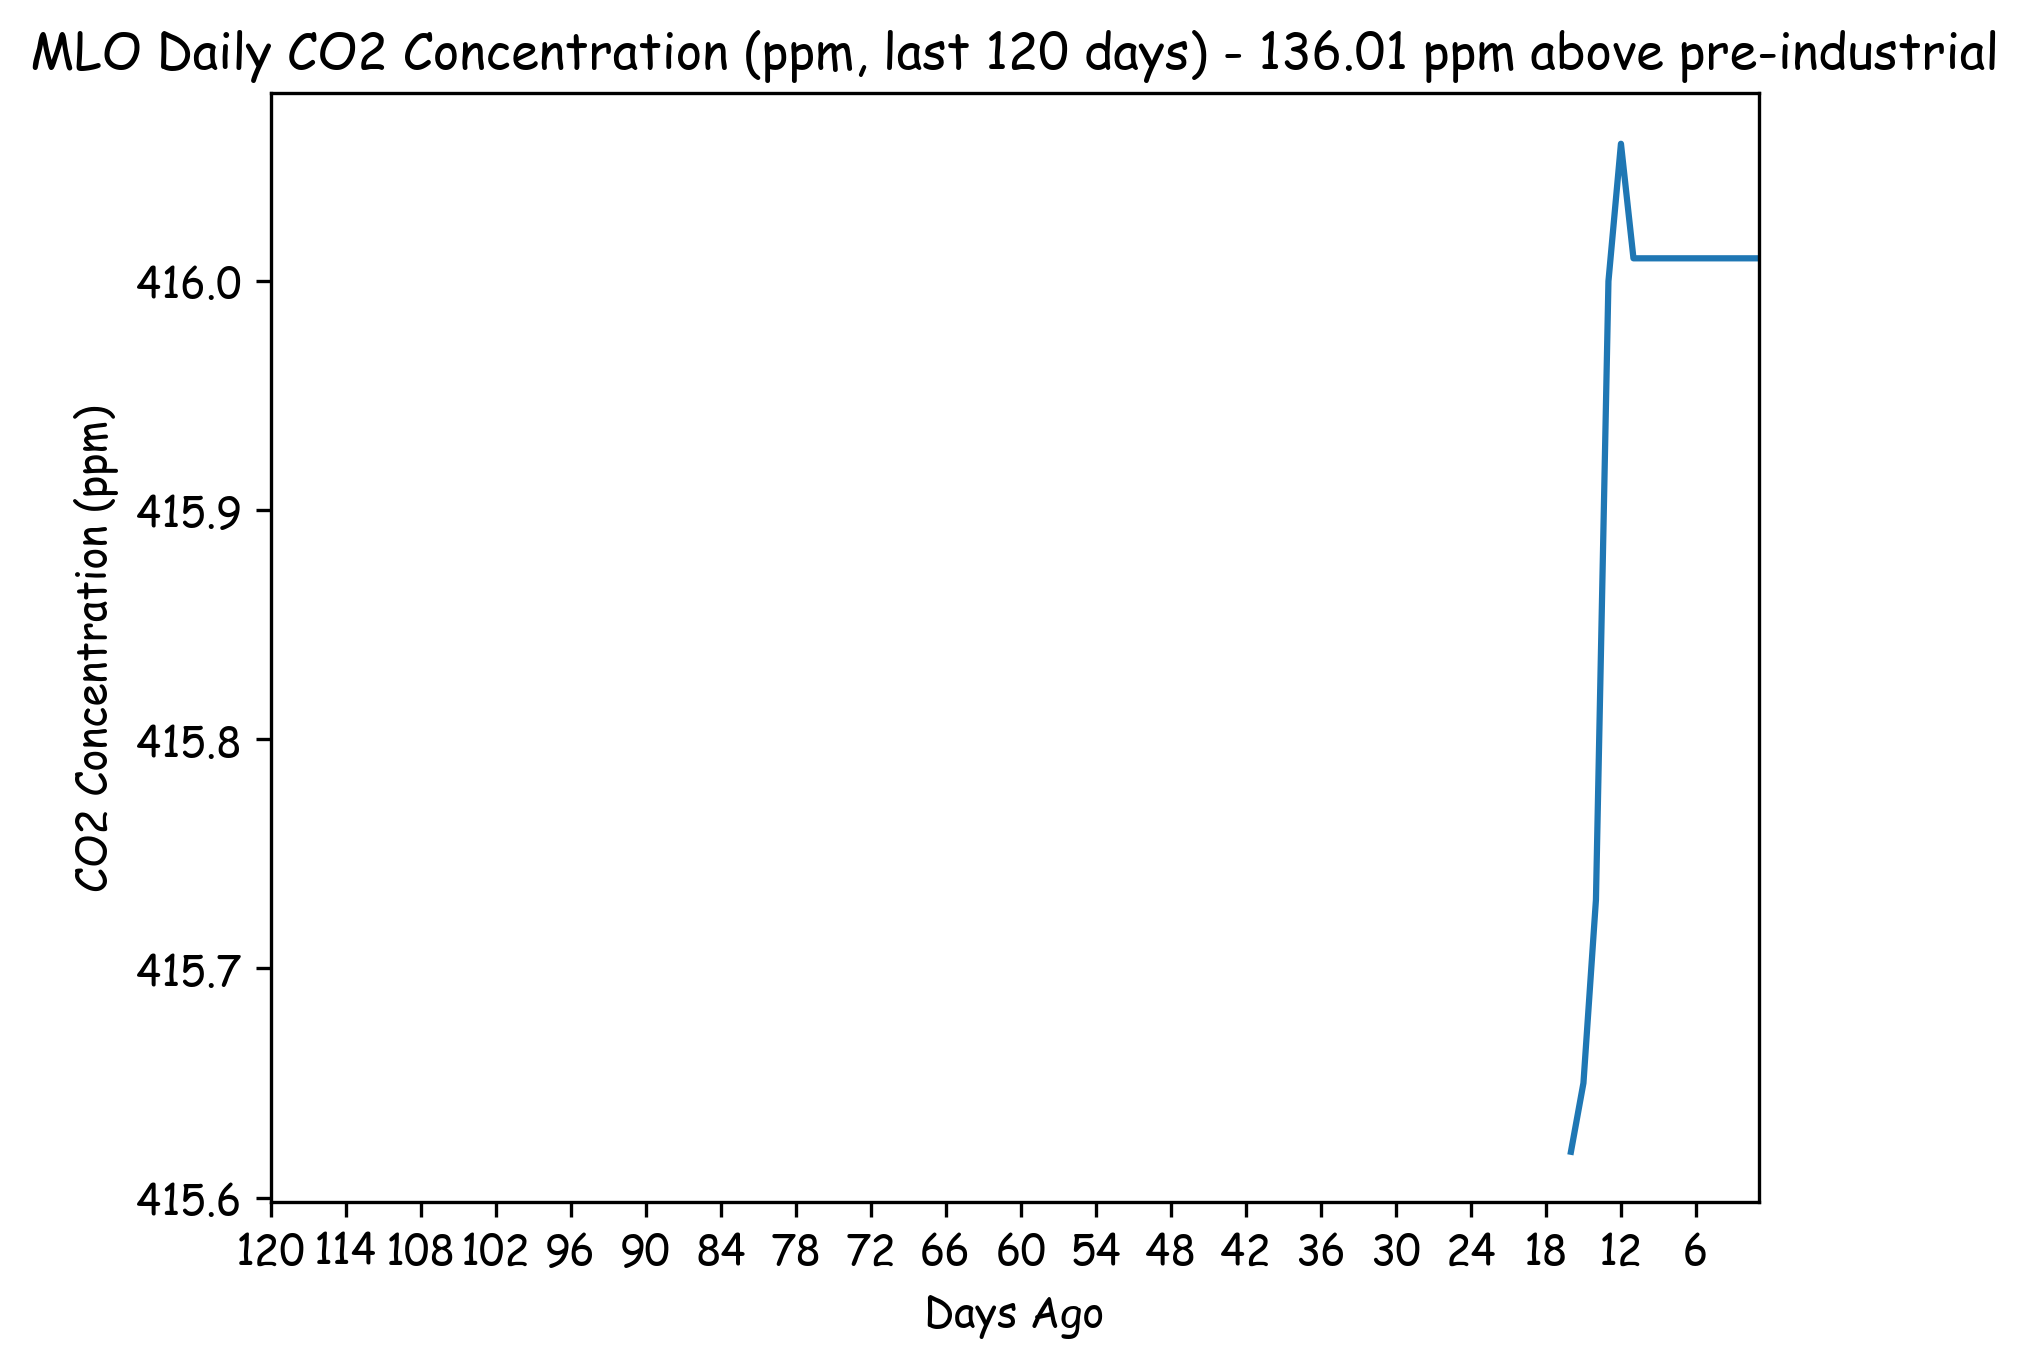 MLO Daily CO2 Concentration (ppm, last 120 days) - 136.01 ppm above pre-industrial
CO2 Concentration (ppm)
416.0
415.9
415.8
415.7
415.6
120 114 108 102 96 90 84 78 72 66 60 54 48 42 36 30 24 18 12 6
Days Ago